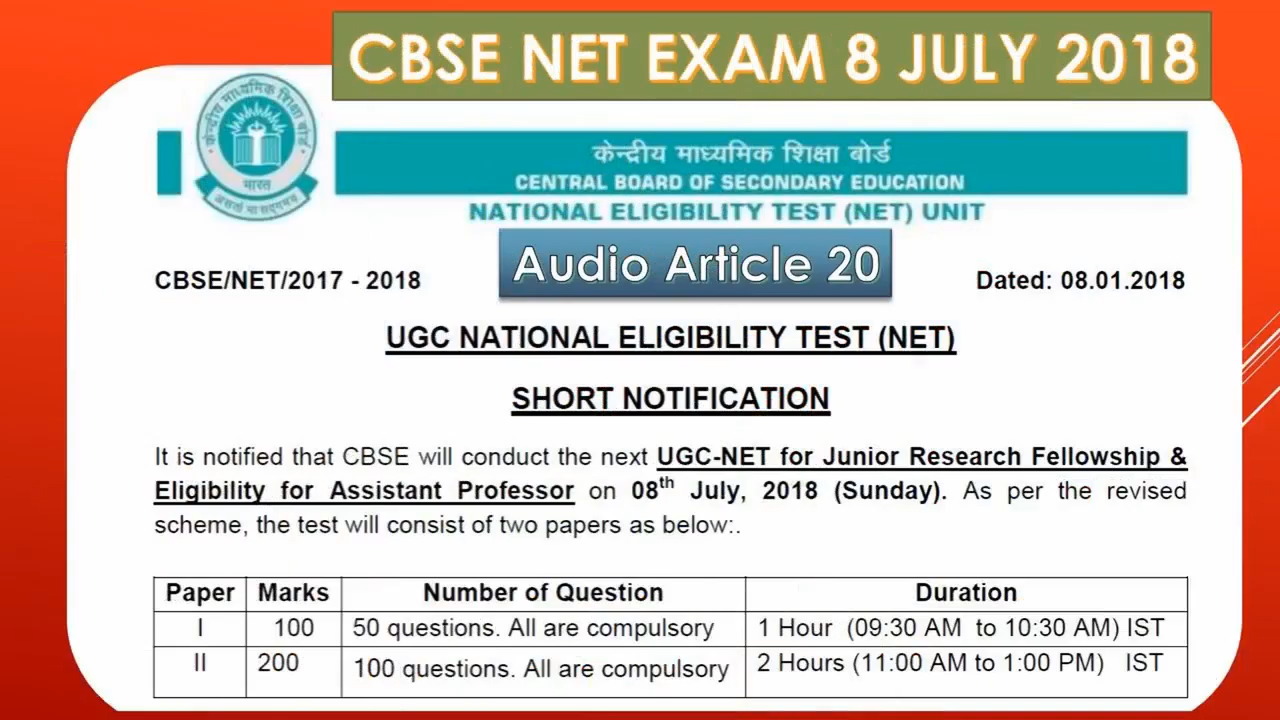 CBSE NET EXAM 8 JULY 2018
केन्द्रीय माध्यमिक शिक्षा बोर्ड
भारत
असतो मा सद्गमय
केन्द्रीय माध्यमिक शिक्षा बोर्ड
CENTRAL BOARD OF SECONDARY EDUCATION
NATIONAL ELIGIBILITY TEST (NET) UNIT
Audio Article 20
CBSE/NET/2017 - 2018
Dated: 08.01.2018
UGC NATIONAL ELIGIBILITY TEST (NET)
SHORT NOTIFICATION
It is notified that CBSE will conduct the next UGC-NET for Junior Research Fellowship &
Eligibility for Assistant Professor on 08th July, 2018 (Sunday). As per the revised
scheme, the test will consist of two papers as below:.
Paper Marks Number of Question Duration
I 100 50 questions. All are compulsory 1 Hour (09:30 AM to 10:30 AM) IST
II 200 100 questions. All are compulsory 2 Hours (11:00 AM to 1:00 PM) IST